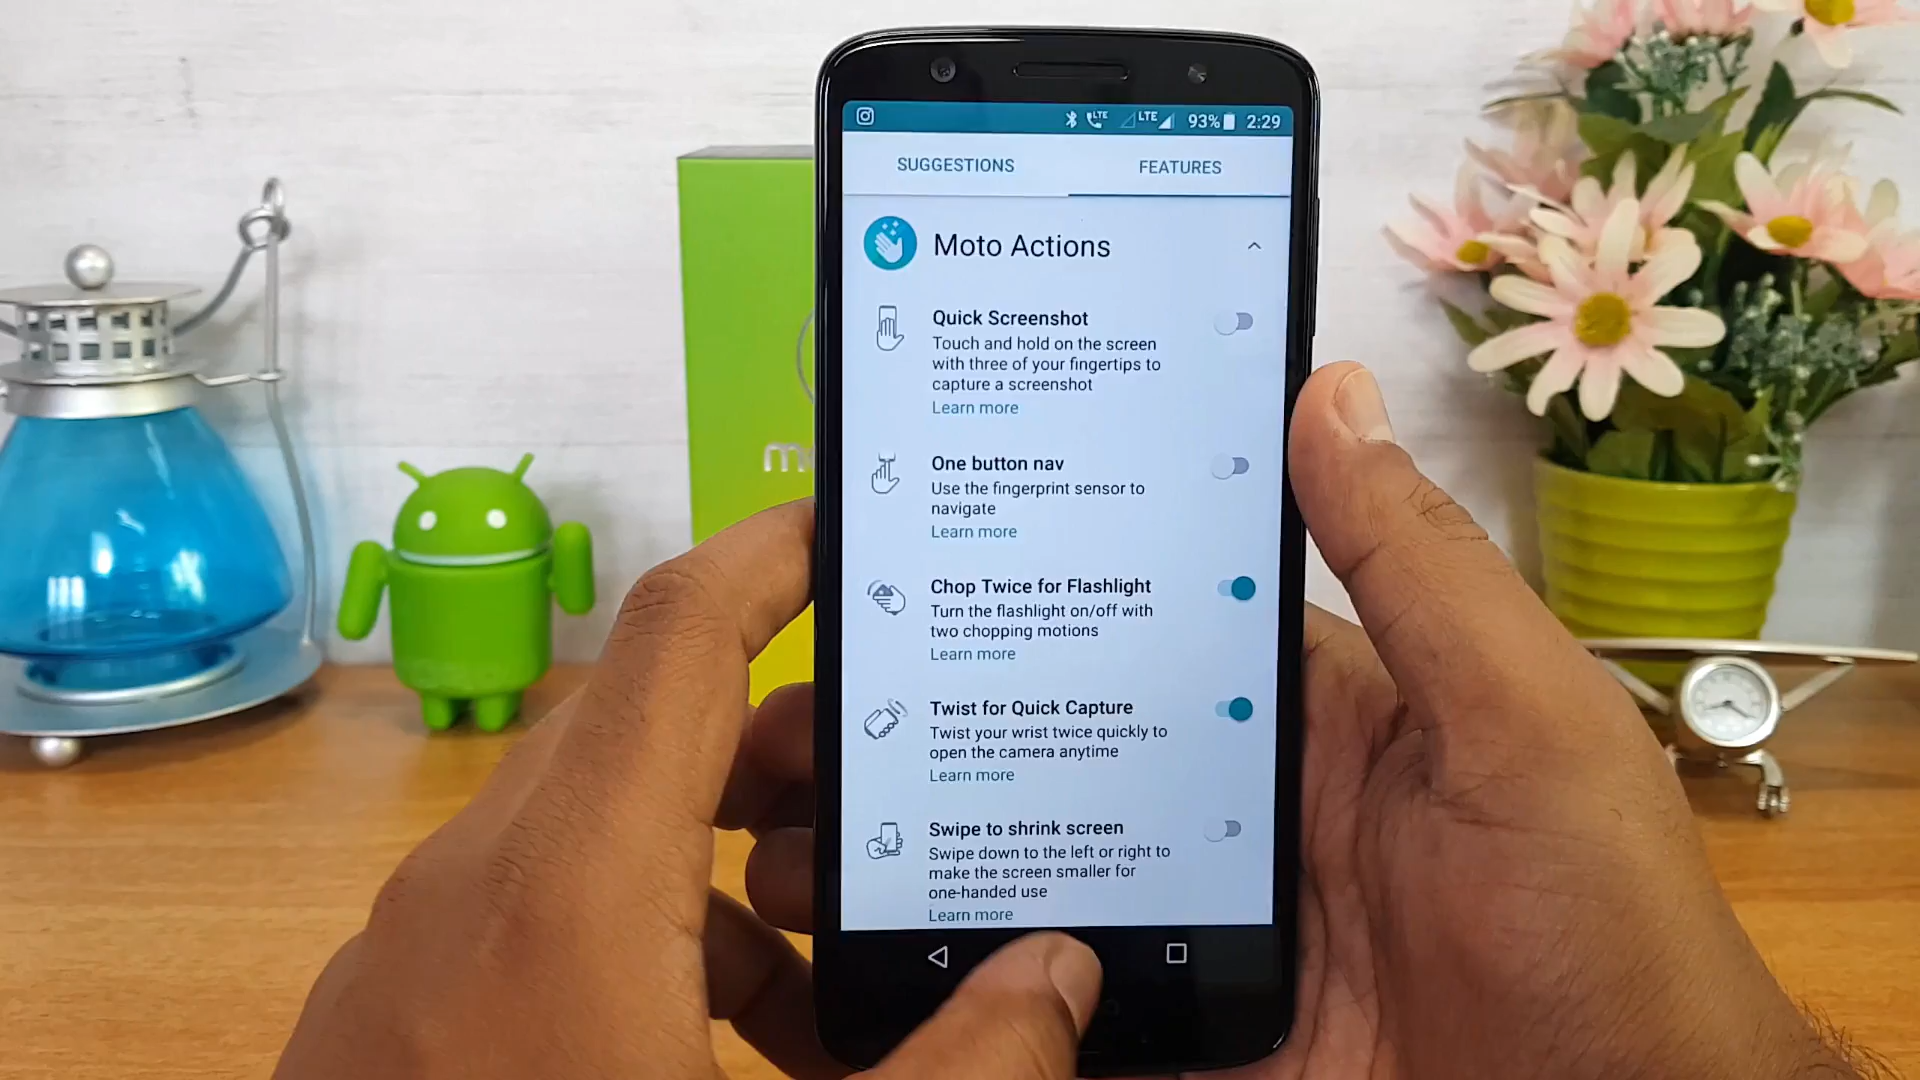 LTE LTE 93% 2:29
SUGGESTIONS FEATURES
Moto Actions
Quick Screenshot
Touch and hold on the screen
with three of your fingertips to
capture a screenshot
Learn more
One button nav
Use the fingerprint sensor to
navigate
Learn more
Chop Twice for Flashlight
Turn the flashlight on/off with
two chopping motions
Learn more
Twist for Quick Capture
Twist your wrist twice quickly to
open the camera anytime
Learn more
Swipe to shrink screen
Swipe down to the left or right to
make the screen smaller for
one-handed use
Learn more